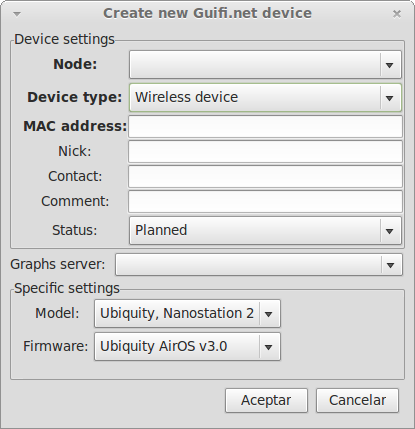 Create new Guifi.net device
Device settings
Node:
Device type: Wireless device
MAC address:
Nick:
Contact:
Comment:
Status: Planned
Graphs server:
Specific settings
Model: Ubiquity, Nanostation 2
Firmware: Ubiquity AirOS v3.0
Aceptar Cancelar